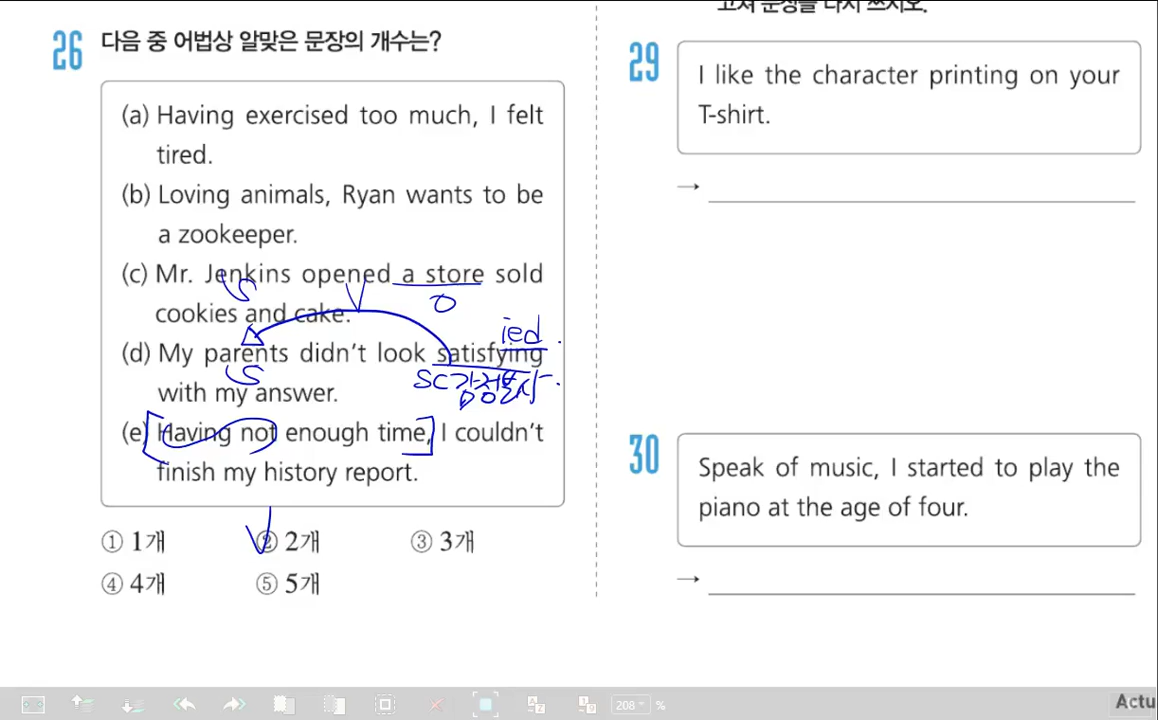 26 다음 중 어법상 알맞은 문장의 개수는?
(a) Having exercised too much, I felt
tired.
(b) Loving animals, Ryan wants to be
a zookeeper.
(c) Mr. Jenkins opened a store sold
S V O
cookies and cake.
ied
(d) My parents didn't look satisfying
S SC 감정분사
with my answer.
(e) Having not enough time, I couldn't
finish my history report.
① 1개 ② 2개 ③ 3개
④ 4개 ⑤ 5개
고쳐 문장을 다시 쓰시오.
29 I like the character printing on your
T-shirt.
→
30 Speak of music, I started to play the
piano at the age of four.
→
208 %
Actu